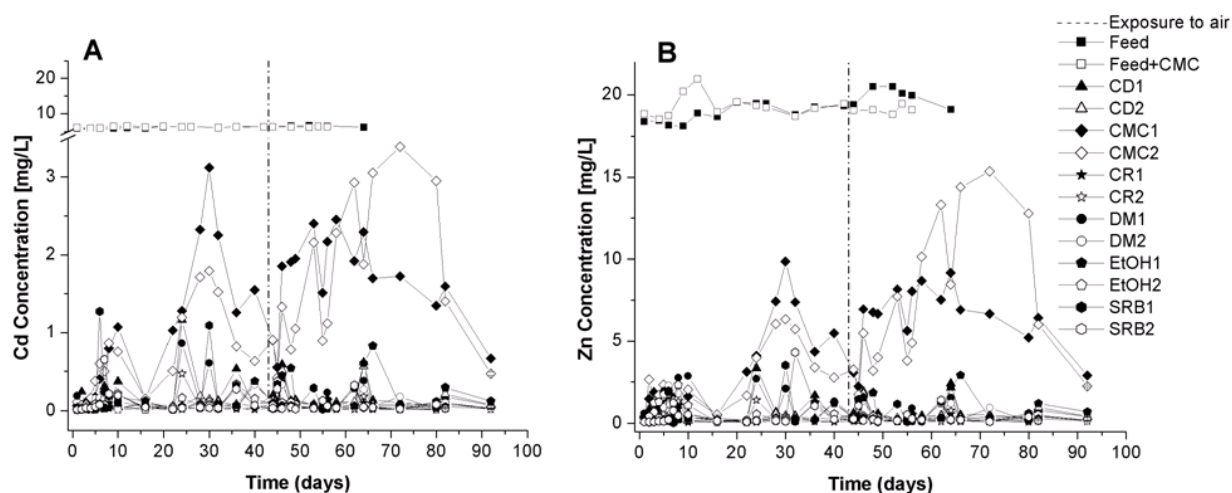 A
B
25
20
15
10
3
2
1
0
Cd Concentration [mg/L]
0 10 20 30 40 50 60 70 80 90 100
Time (days)
20
15
10
5
0
Zn Concentration [mg/L]
0 10 20 30 40 50 60 70 80 90 100
Time (days)
Exposure to air
Feed
Feed+CMC
CD1
CD2
CMC1
CMC2
CR1
CR2
DM1
DM2
EtOH1
EtOH2
SRB1
SRB2